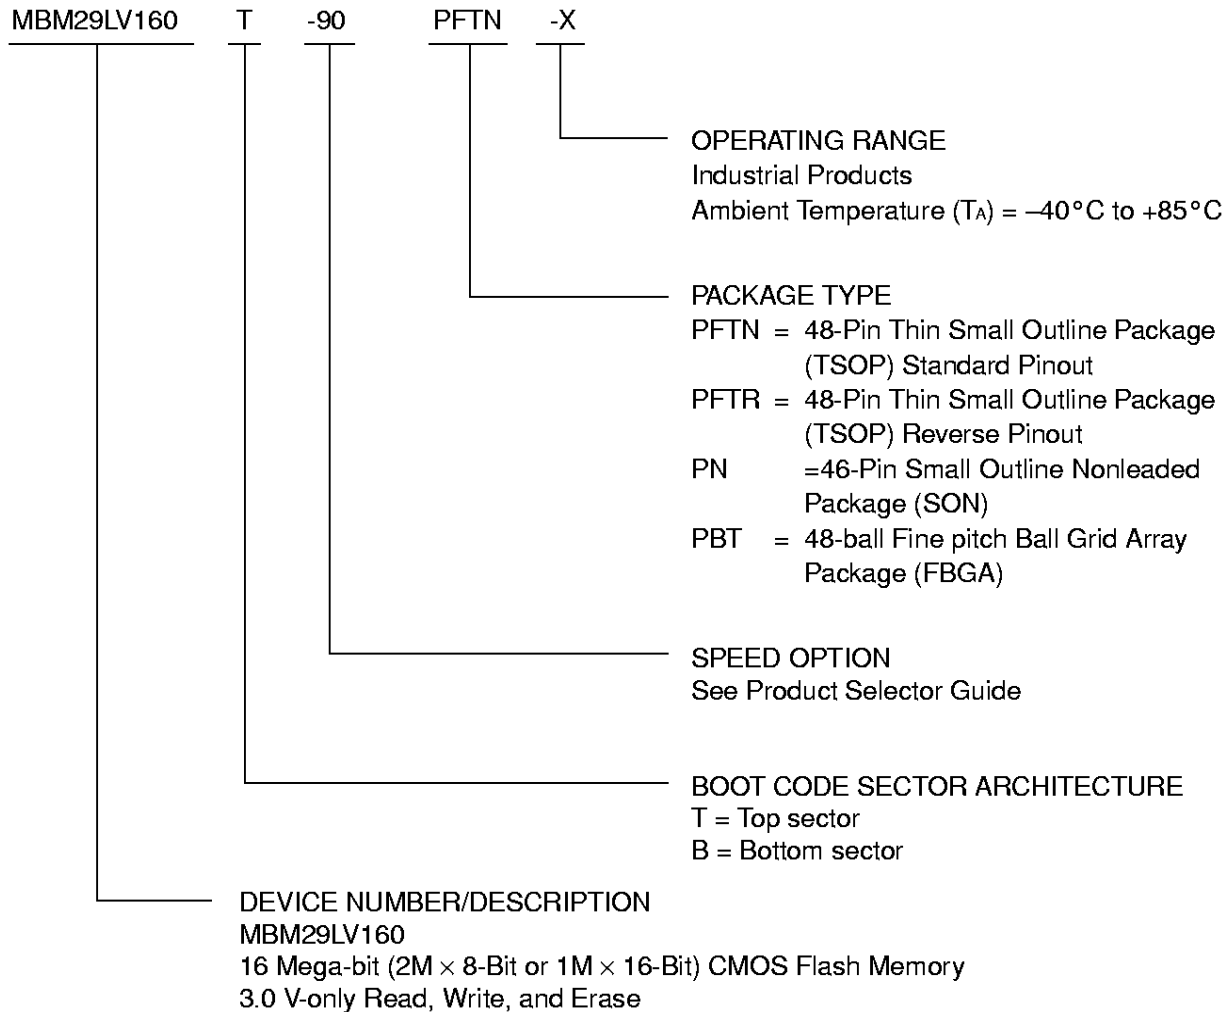 MBM29LV160 T -90 PFTN -X
OPERATING RANGE
Industrial Products
Ambient Temperature (TA) = –40°C to +85°C
PACKAGE TYPE
PFTN = 48-Pin Thin Small Outline Package
(TSOP) Standard Pinout
PFTR = 48-Pin Thin Small Outline Package
(TSOP) Reverse Pinout
PN =46-Pin Small Outline Nonleaded
Package (SON)
PBT = 48-ball Fine pitch Ball Grid Array
Package (FBGA)
SPEED OPTION
See Product Selector Guide
BOOT CODE SECTOR ARCHITECTURE
T = Top sector
B = Bottom sector
DEVICE NUMBER/DESCRIPTION
MBM29LV160
16 Mega-bit (2M × 8-Bit or 1M × 16-Bit) CMOS Flash Memory
3.0 V-only Read, Write, and Erase